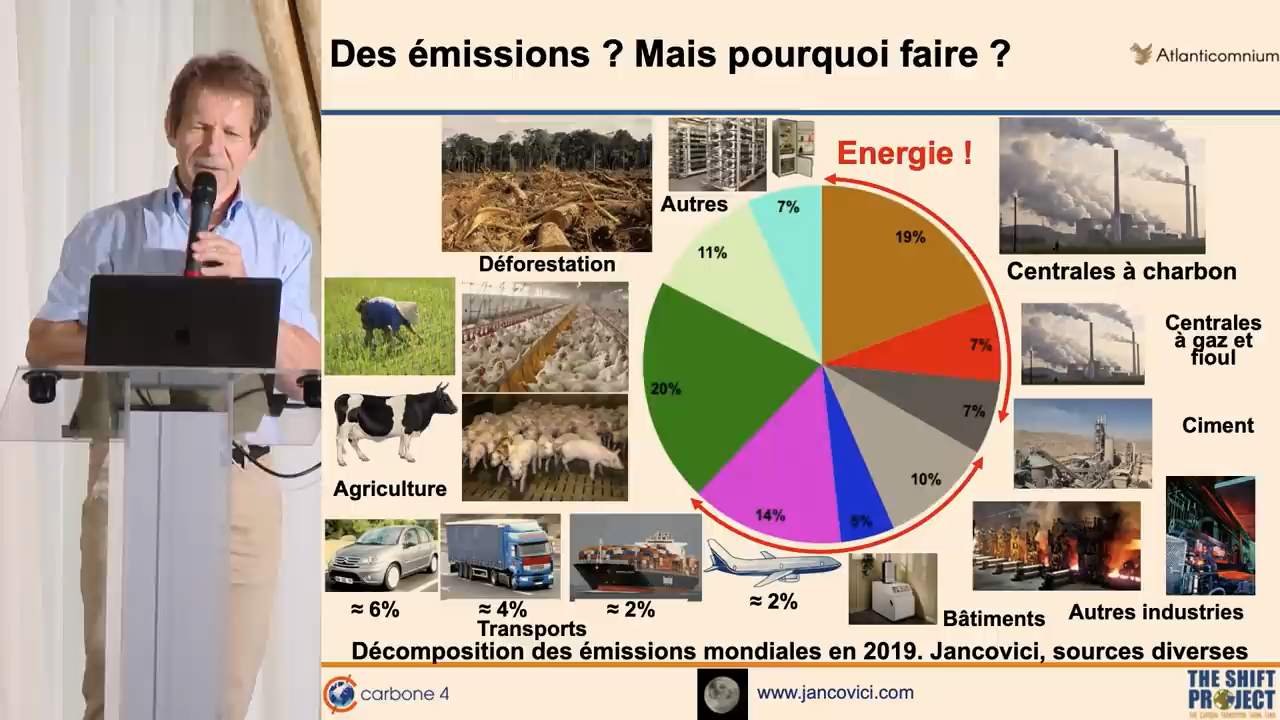 Des émissions ? Mais pourquoi faire ?
Atlanticomnium
Energie !
Autres
7%
19%
11%
Déforestation
Centrales à charbon
Centrales
à gaz et
fioul
7%
20%
7%
Ciment
10%
Agriculture
14%
5%
≈ 6%
≈ 4%
≈ 2%
≈ 2%
Transports
Bâtiments
Autres industries
Décomposition des émissions mondiales en 2019. Jancovici, sources diverses
carbone 4
www.jancovici.com
THE SHIFT
PROJECT